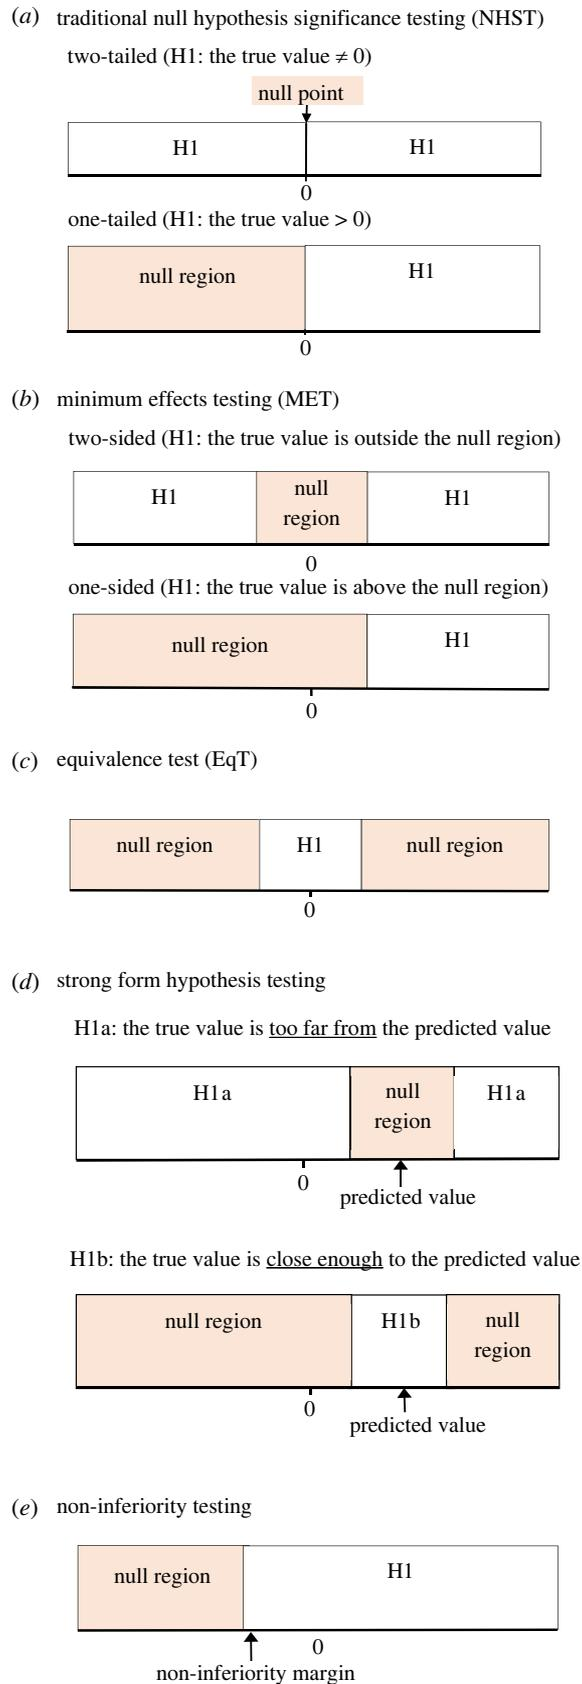 (a) traditional null hypothesis significance testing (NHST)
two-tailed (H1: the true value ≠ 0)
null point
H1 H1
0
one-tailed (H1: the true value > 0)
null region H1
0
(b) minimum effects testing (MET)
two-sided (H1: the true value is outside the null region)
H1 null region H1
0
one-sided (H1: the true value is above the null region)
null region H1
0
(c) equivalence test (EqT)
null region H1 null region
0
(d) strong form hypothesis testing
H1a: the true value is too far from the predicted value
H1a null region H1a
0
predicted value
H1b: the true value is close enough to the predicted value
null region H1b null region
0
predicted value
(e) non-inferiority testing
null region H1
0
non-inferiority margin